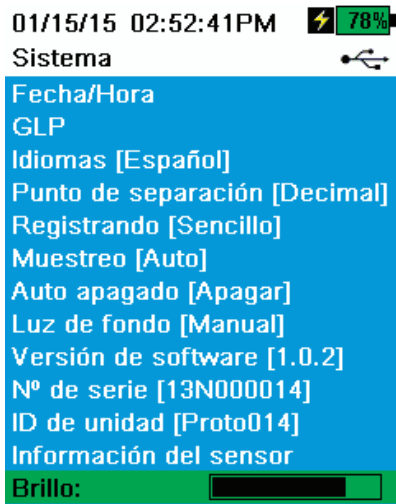 01/15/15 02:52:41PM 78%
Sistema
Fecha/Hora
GLP
Idiomas [Español]
Punto de separación [Decimal]
Registrando [Sencillo]
Muestreo [Auto]
Auto apagado [Apagar]
Luz de fondo [Manual]
Versión de software [1.0.2]
Nº de serie [13N000014]
ID de unidad [Proto014]
Información del sensor
Brillo: